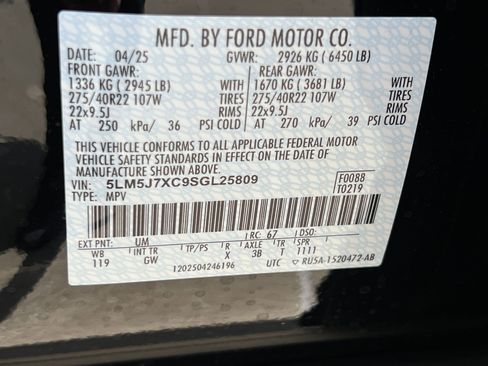 MFD. BY FORD MOTOR CO.
DATE: 04/25 GVWR: 2926 KG ( 6450 LB)
FRONT GAWR: REAR GAWR:
1336 KG ( 2945 LB) WITH 1670 KG ( 3681 LB)
275/40R22 107W TIRES 275/40R22 107W
22x9.5J RIMS 22x9.5J
AT 250 kPa/ 36 PSI COLD AT 270 kPa/ 39 PSI COLD
THIS VEHICLE CONFORMS TO ALL APPLICABLE FEDERAL MOTOR
VEHICLE SAFETY STANDARDS IN EFFECT ON THE DATE OF
MANUFACTURE SHOWN ABOVE.
VIN: 5LM5J7XC9SGL25809 F0088
TYPE: MPV T0219
EXT PNT: UM RC: 67 DSO:
WB INT TR TP/PS R AXLE TR SPR
119 GW X 3B T 1111
1202504246196 UTC RU5A-1520472-AB